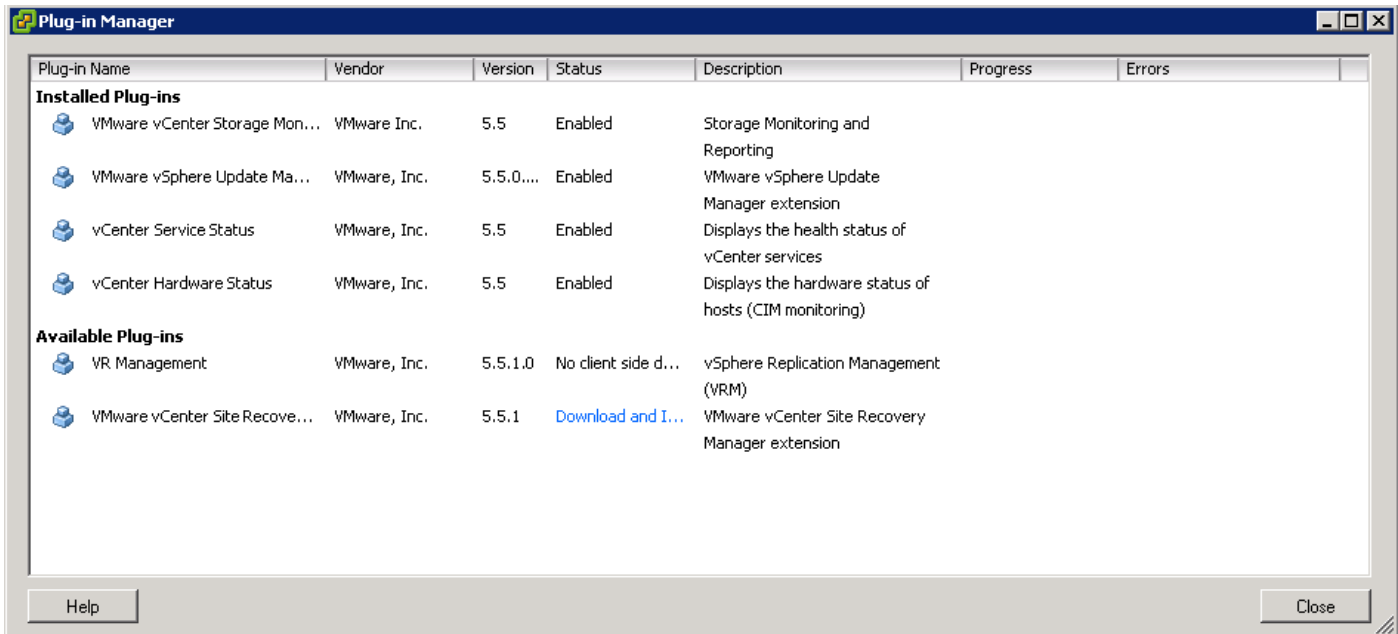 Plug-in Manager
Plug-in Name Vendor Version Status Description Progress Errors
Installed Plug-ins
VMware vCenter Storage Mon... VMware Inc. 5.5 Enabled Storage Monitoring and
Reporting
VMware vSphere Update Ma... VMware, Inc. 5.5.0.... Enabled VMware vSphere Update
Manager extension
vCenter Service Status VMware, Inc. 5.5 Enabled Displays the health status of
vCenter services
vCenter Hardware Status VMware, Inc. 5.5 Enabled Displays the hardware status of
hosts (CIM monitoring)
Available Plug-ins
VR Management VMware, Inc. 5.5.1.0 No client side d... vSphere Replication Management
(VRM)
VMware vCenter Site Recove... VMware, Inc. 5.5.1 Download and I... VMware vCenter Site Recovery
Manager extension
Help Close